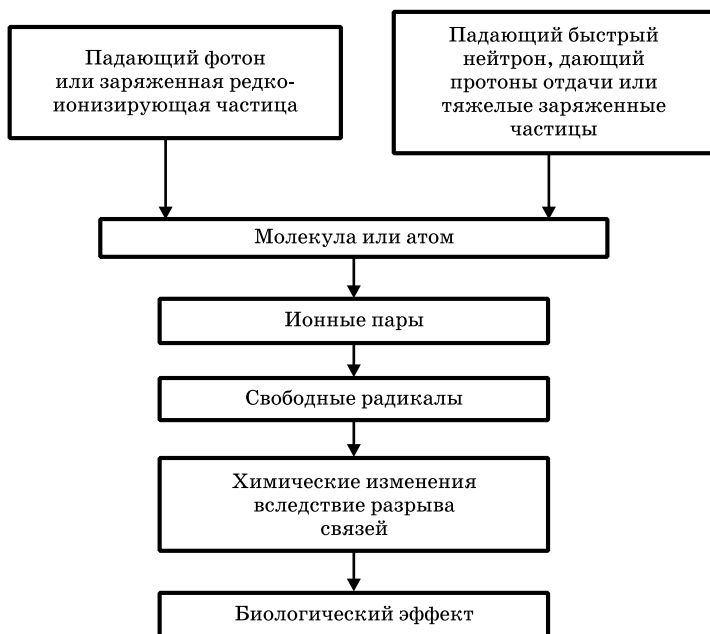 Падающий фотон
или заряженная редко-
ионизирующая частица
Падающий быстрый
нейтрон, дающий
протоны отдачи или
тяжелые заряженные
частицы
Молекула или атом
Ионные пары
Свободные радикалы
Химические изменения
вследствие разрыва
связей
Биологический эффект